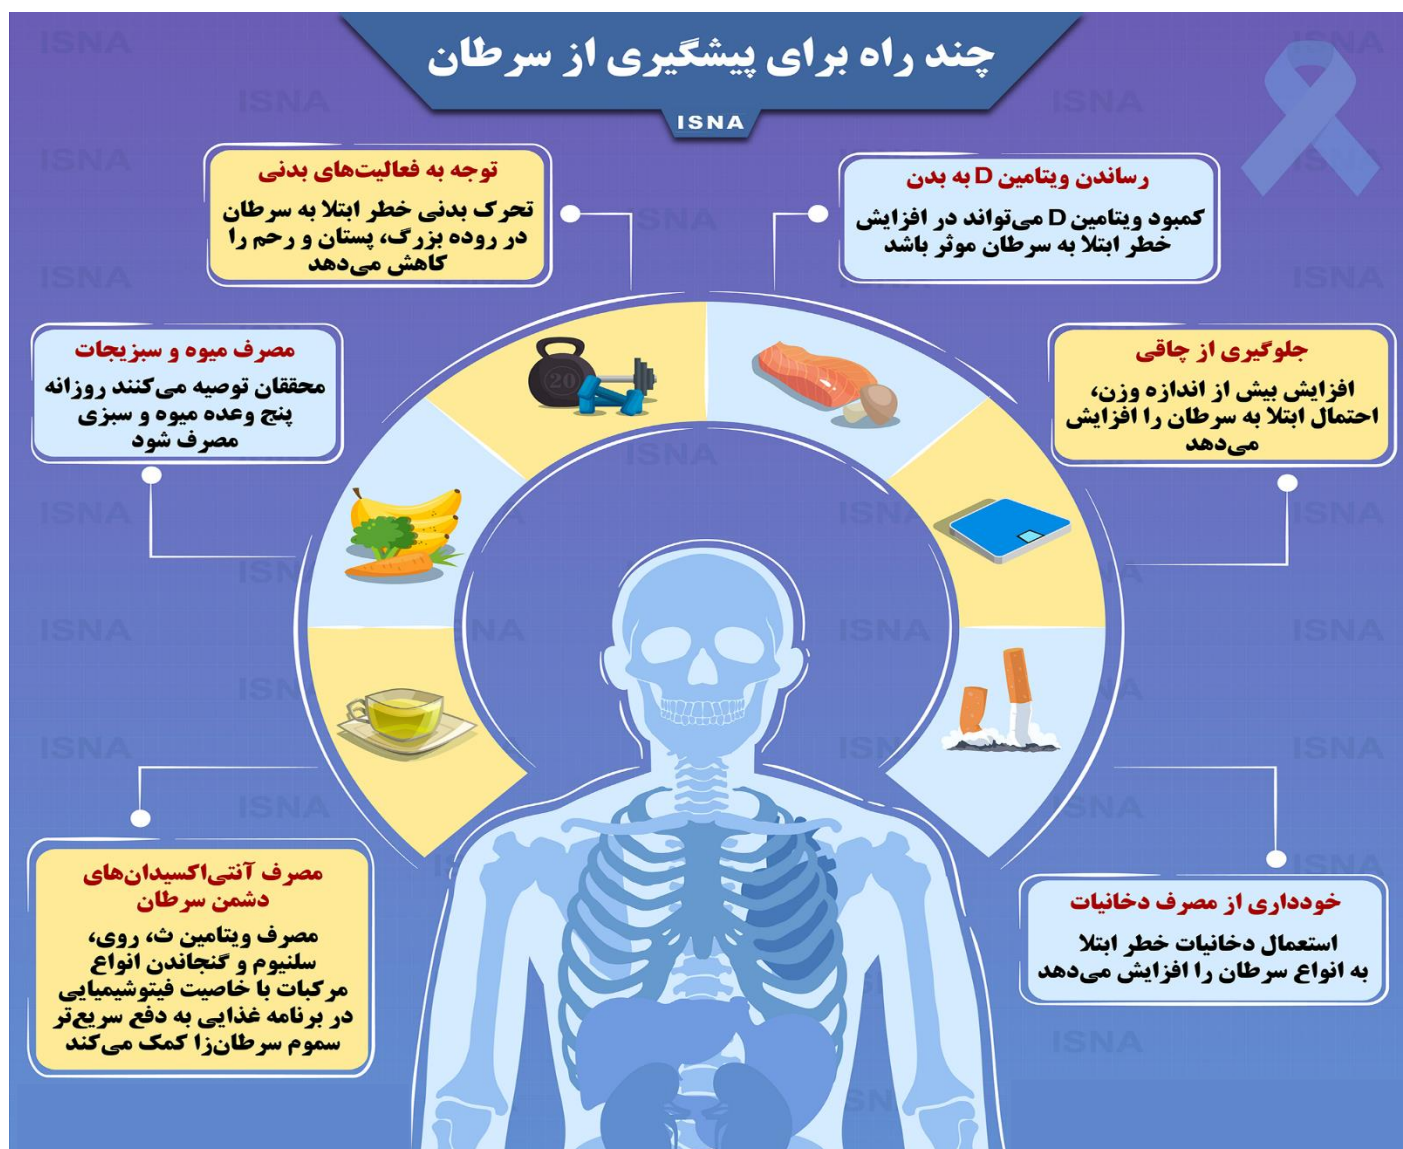 چند راه برای پیشگیری از سرطان
ISNA
رساندن ویتامین D به بدن
کمبود ویتامین D می‌تواند در افزایش
خطر ابتلا به سرطان موثر باشد
توجه به فعالیت‌های بدنی
تحرک بدنی خطر ابتلا به سرطان
در روده بزرگ، پستان و رحم را
کاهش می‌دهد
جلوگیری از چاقی
افزایش بیش از اندازه وزن،
احتمال ابتلا به سرطان را افزایش
می‌دهد
مصرف میوه و سبزیجات
محققان توصیه می‌کنند روزانه
پنج وعده میوه و سبزی
مصرف شود
20
خودداری از مصرف دخانیات
استعمال دخانیات خطر ابتلا
به انواع سرطان را افزایش می‌دهد
مصرف آنتی‌اکسیدان‌های
دشمن سرطان
مصرف ویتامین ث، روی،
سلنیوم و گنجاندن انواع
مرکبات با خاصیت فیتوشیمیایی
در برنامه غذایی به دفع سریع‌تر
سموم سرطان‌زا کمک می‌کند